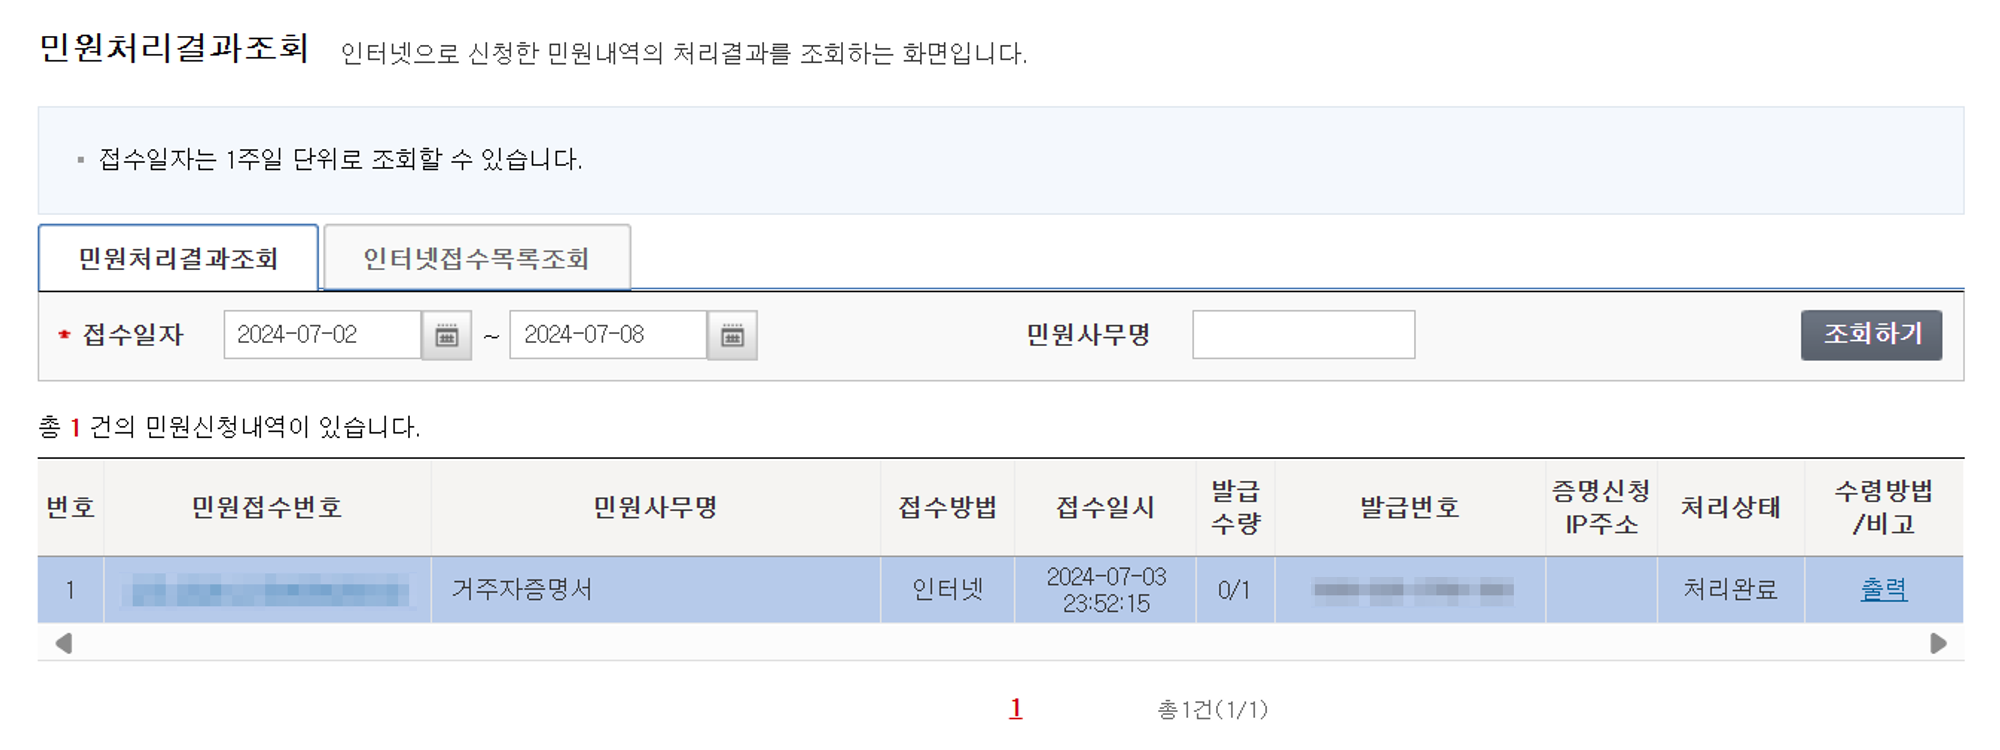 민원처리결과조회 인터넷으로 신청한 민원내역의 처리결과를 조회하는 화면입니다.
접수일자는 1주일 단위로 조회할 수 있습니다.
민원처리결과조회 인터넷접수목록조회
* 접수일자 2024-07-02 ~ 2024-07-08 민원사무명 조회하기
총 1 건의 민원신청내역이 있습니다.
번호 민원접수번호 민원사무명 접수방법 접수일시 발급 수량 발급번호 증명신청 IP주소 처리상태 수령방법 /비고
1 거주자증명서 인터넷 2024-07-03 23:52:15 0/1 처리완료 출력
1 총1건(1/1)